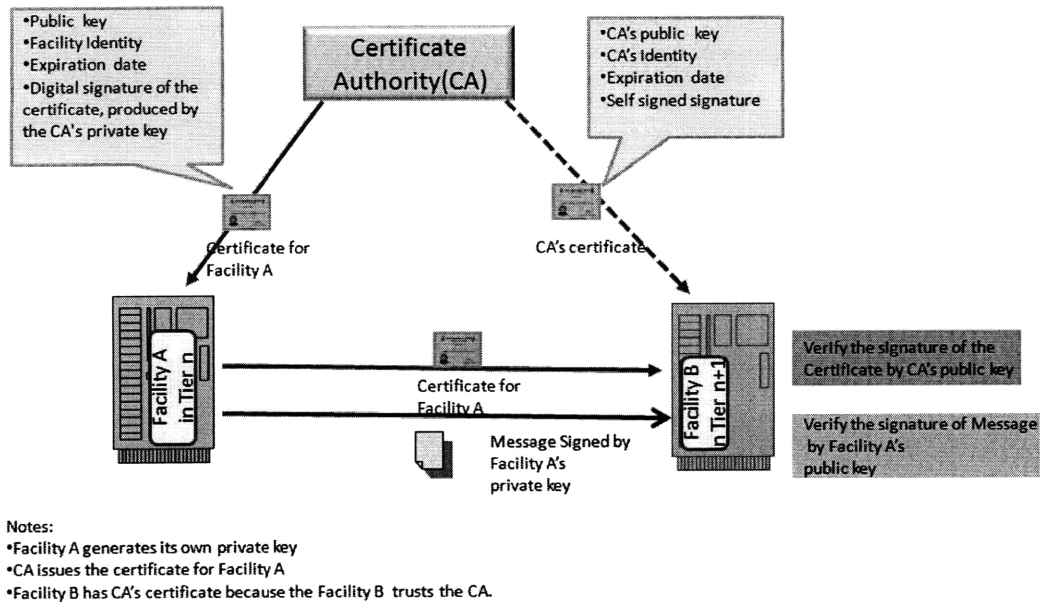 •Public key
•Facility Identity
•Expiration date
•Digital signature of the
certificate, produced by
the CA's private key
Certificate
Authority(CA)
•CA's public key
•CA's Identity
•Expiration date
•Self signed signature
Certificate for
Facility A
CA's certificate
Facility A
in Tier n
Certificate for
Facility A
Message Signed by
Facility A's
private key
Facility B
n Tier n+1
Verify the signature of the
Certificate by CA's public key
Verify the signature of Message
by Facility A's
public key
Notes:
•Facility A generates its own private key
•CA issues the certificate for Facility A
•Facility B has CA's certificate because the Facility B trusts the CA.